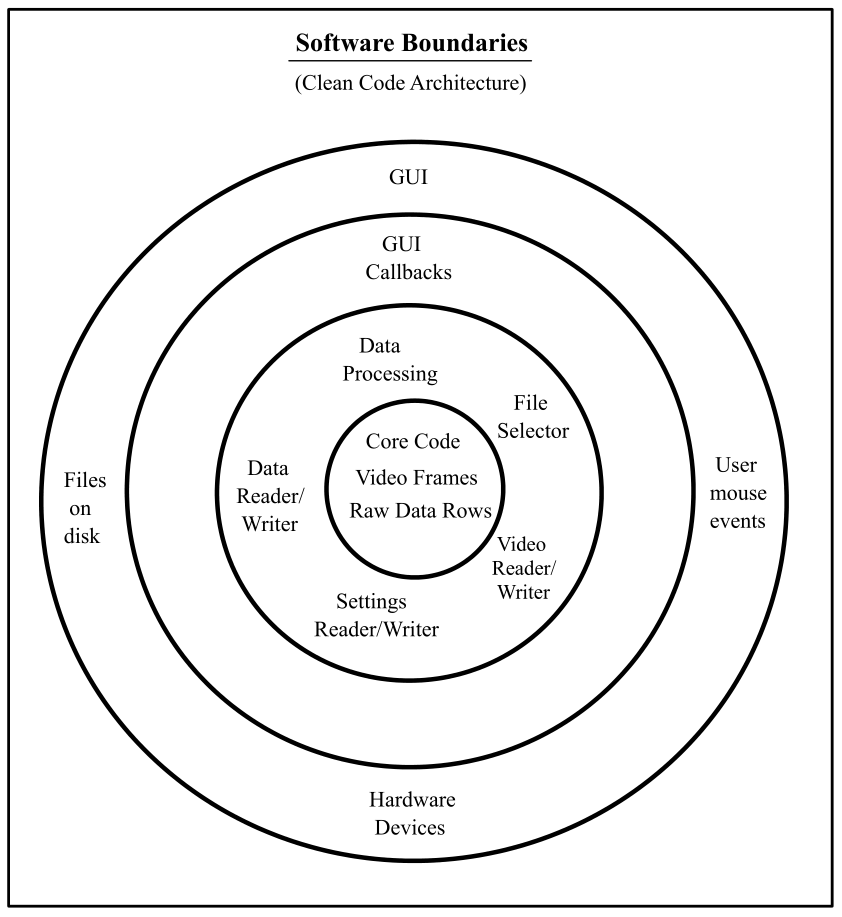 Software Boundaries
(Clean Code Architecture)
GUI
GUI
Callbacks
Data
Processing
File
Selector
Core Code
Video Frames
Raw Data Rows
Data
Reader/
Writer
Files
on
disk
User
mouse
events
Video
Reader/
Writer
Settings
Reader/Writer
Hardware
Devices